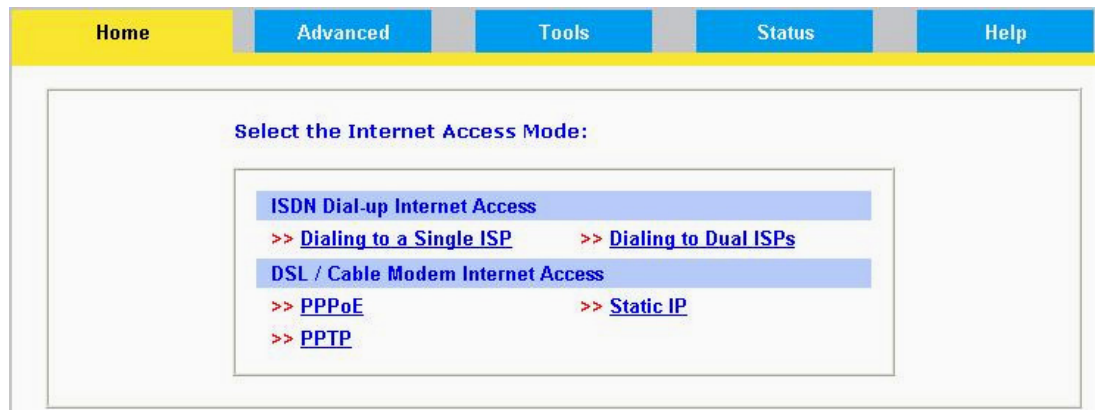 Home Advanced Tools Status Help
Select the Internet Access Mode:
ISDN Dial-up Internet Access
>> Dialing to a Single ISP >> Dialing to Dual ISPs
DSL / Cable Modem Internet Access
>> PPPoE >> Static IP
>> PPTP